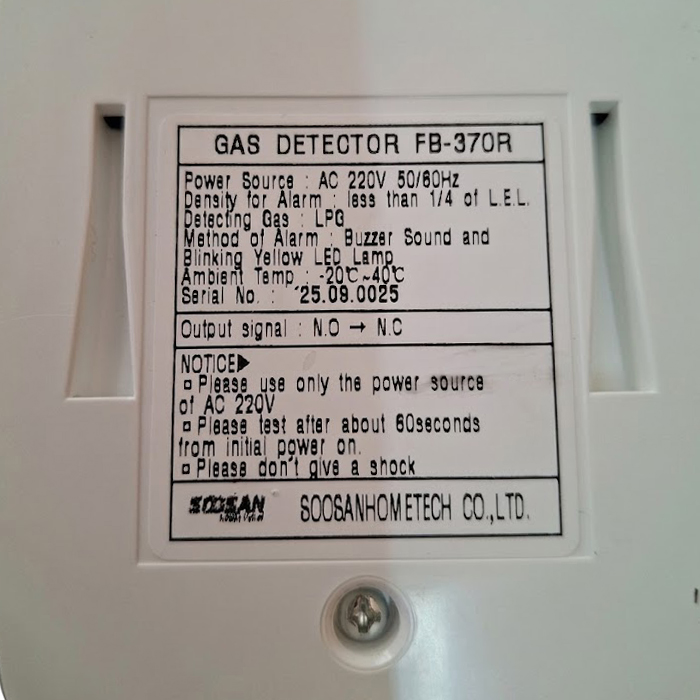 GAS DETECTOR FB-370R
Power Source : AC 220V 50/60Hz
Density for Alarm : less than 1/4 of L.E.L.
Detecting Gas : LPG
Method of Alarm : Buzzer Sound and
Blinking Yellow LED Lamp
Ambient Temp : -20℃~40℃
Serial No. : '25.09.0025
Output signal : N.O → N.C
NOTICE▶
▫ Please use only the power source
of AC 220V
▫ Please test after about 60seconds
from initial power on.
▫ Please don't give a shock
SOOSAN
SOOSANHOMETECH CO.,LTD.